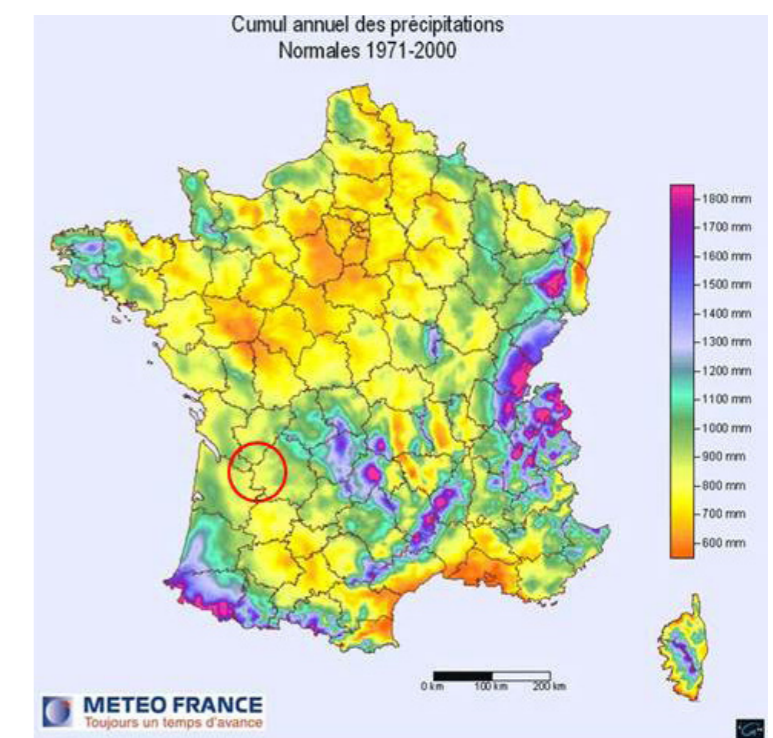 Cumul annuel des précipitations
Normales 1971-2000
1800 mm
1700 mm
1600 mm
1500 mm
1400 mm
1300 mm
1200 mm
1100 mm
1000 mm
900 mm
800 mm
700 mm
600 mm
0 km 100 km 200 km
METEO FRANCE
Toujours un temps d'avance